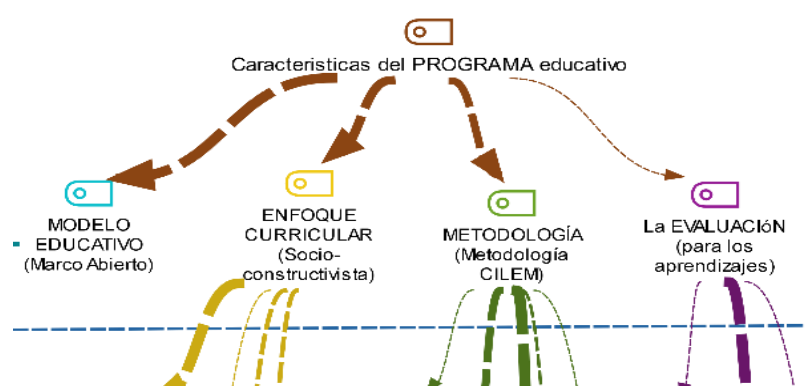 Caracteristicas del PROGRAMA educativo
MODELO
EDUCATIVO
(Marco Abierto)
ENFOQUE
CURRICULAR
(Socio-
constructivista)
METODOLOGÍA
(Metodología
CILEM)
La EVALUACIóN
(para los
aprendizajes)